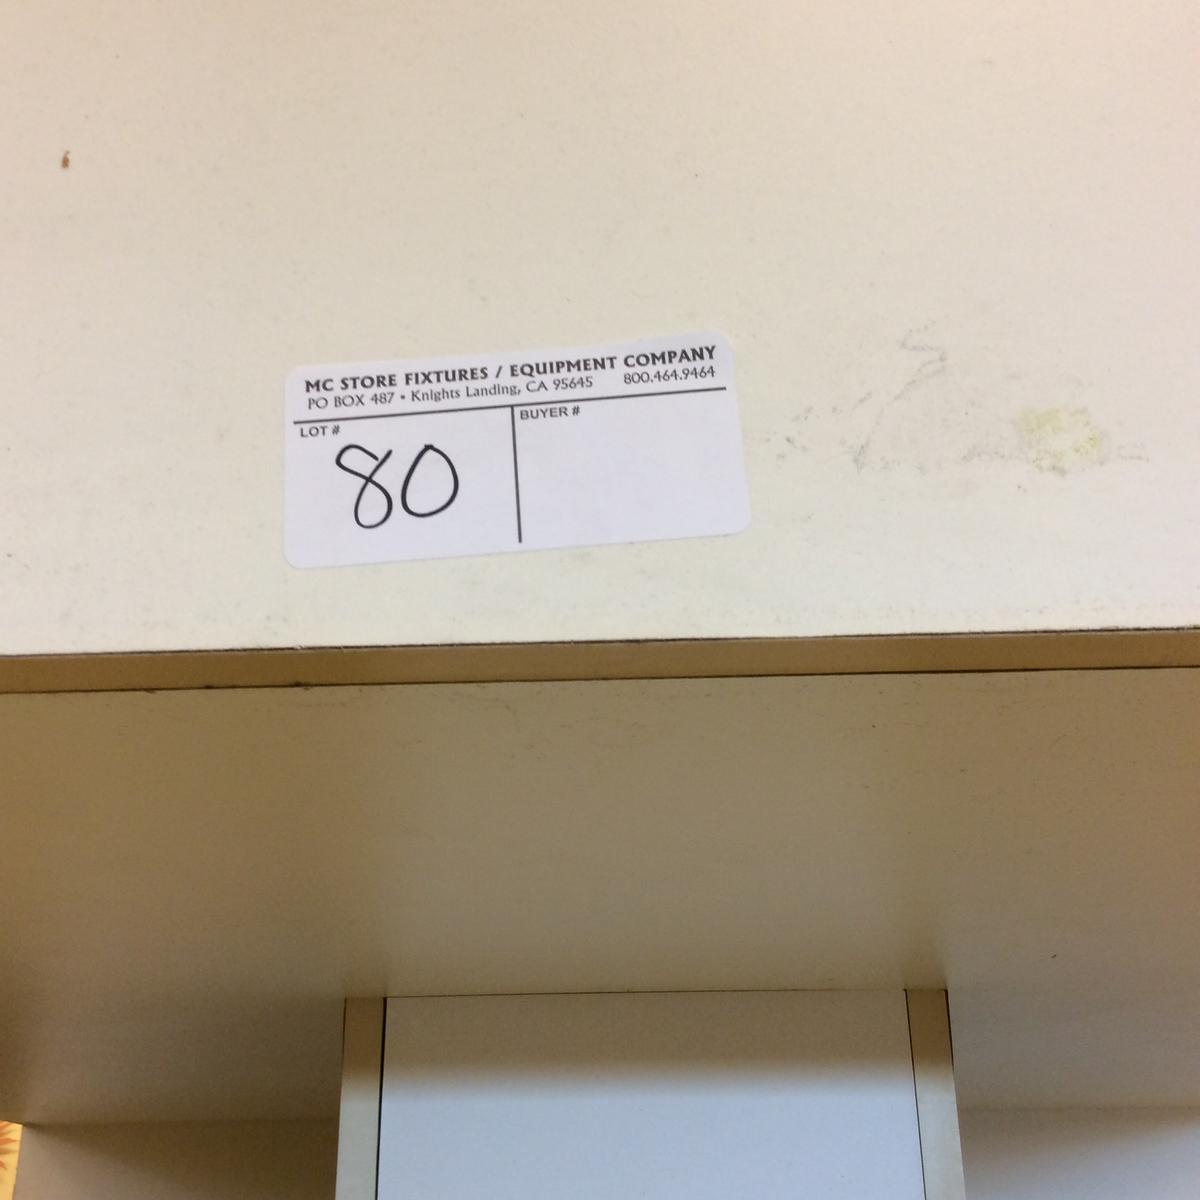 MC STORE FIXTURES / EQUIPMENT COMPANY
PO BOX 487 • Knights Landing, CA 95645 800.464.9464
LOT # BUYER #
80